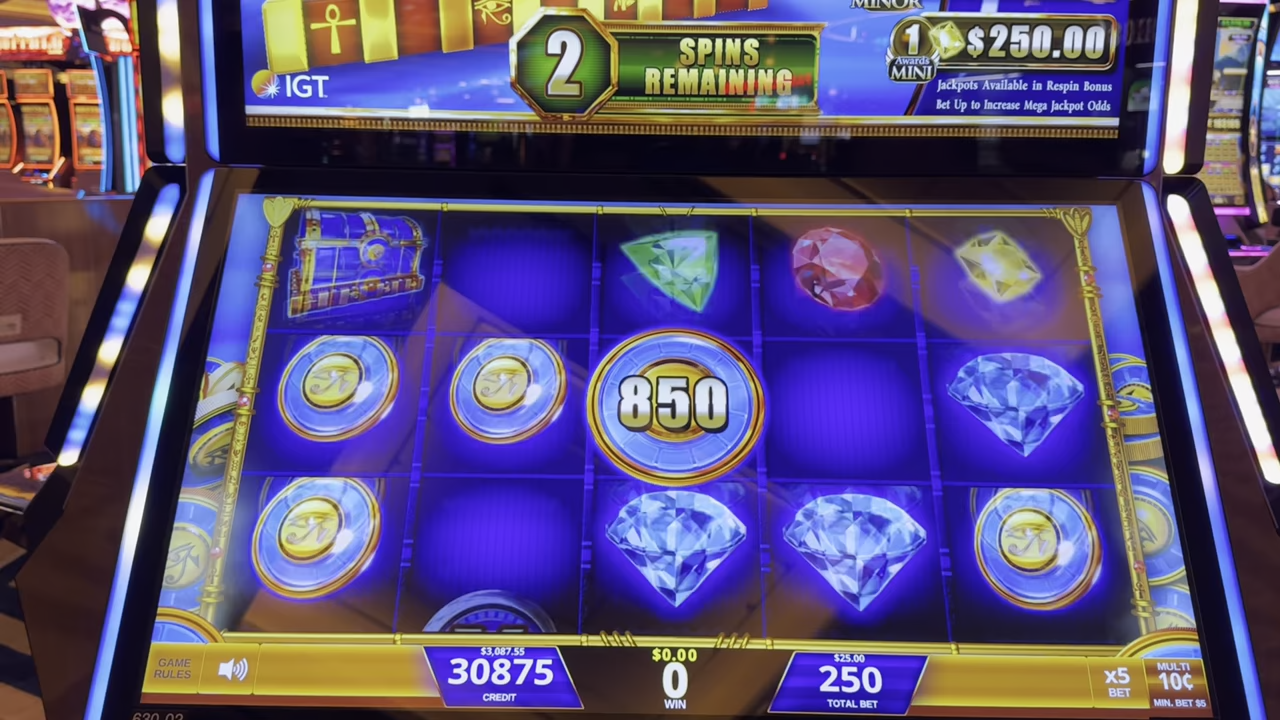 MINOR
2
SPINS
REMAINING
1
Awards
MINI
$250.00
IGT
Jackpots Available in Respin Bonus
Bet Up to Increase Mega Jackpot Odds
850
GAME
RULES
$3,087.55
30875
CREDIT
$0.00
0
WIN
$25.00
250
TOTAL BET
x5
BET
MULTI
10¢
MIN. BET $5